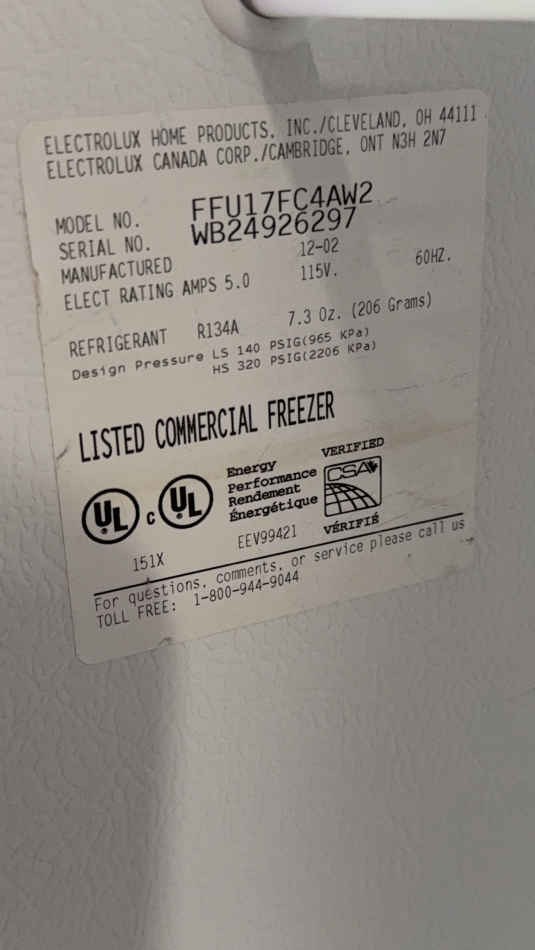 ELECTROLUX HOME PRODUCTS, INC./CLEVELAND, OH 44111
ELECTROLUX CANADA CORP./CAMBRIDGE, ONT N3H 2N7
MODEL NO. FFU17FC4AW2
SERIAL NO. WB24926297
MANUFACTURED 12-02
ELECT RATING AMPS 5.0 115V. 60HZ.
REFRIGERANT R134A 7.3 Oz. (206 Grams)
Design Pressure LS 140 PSIG(965 KPa)
HS 320 PSIG(2206 KPa)
LISTED COMMERCIAL FREEZER
UL c UL
Energy
Performance
Rendement
Énergétique
VERIFIED
CSA
VÉRIFIÉ
151X EEV99421
For questions, comments, or service please call us
TOLL FREE: 1-800-944-9044